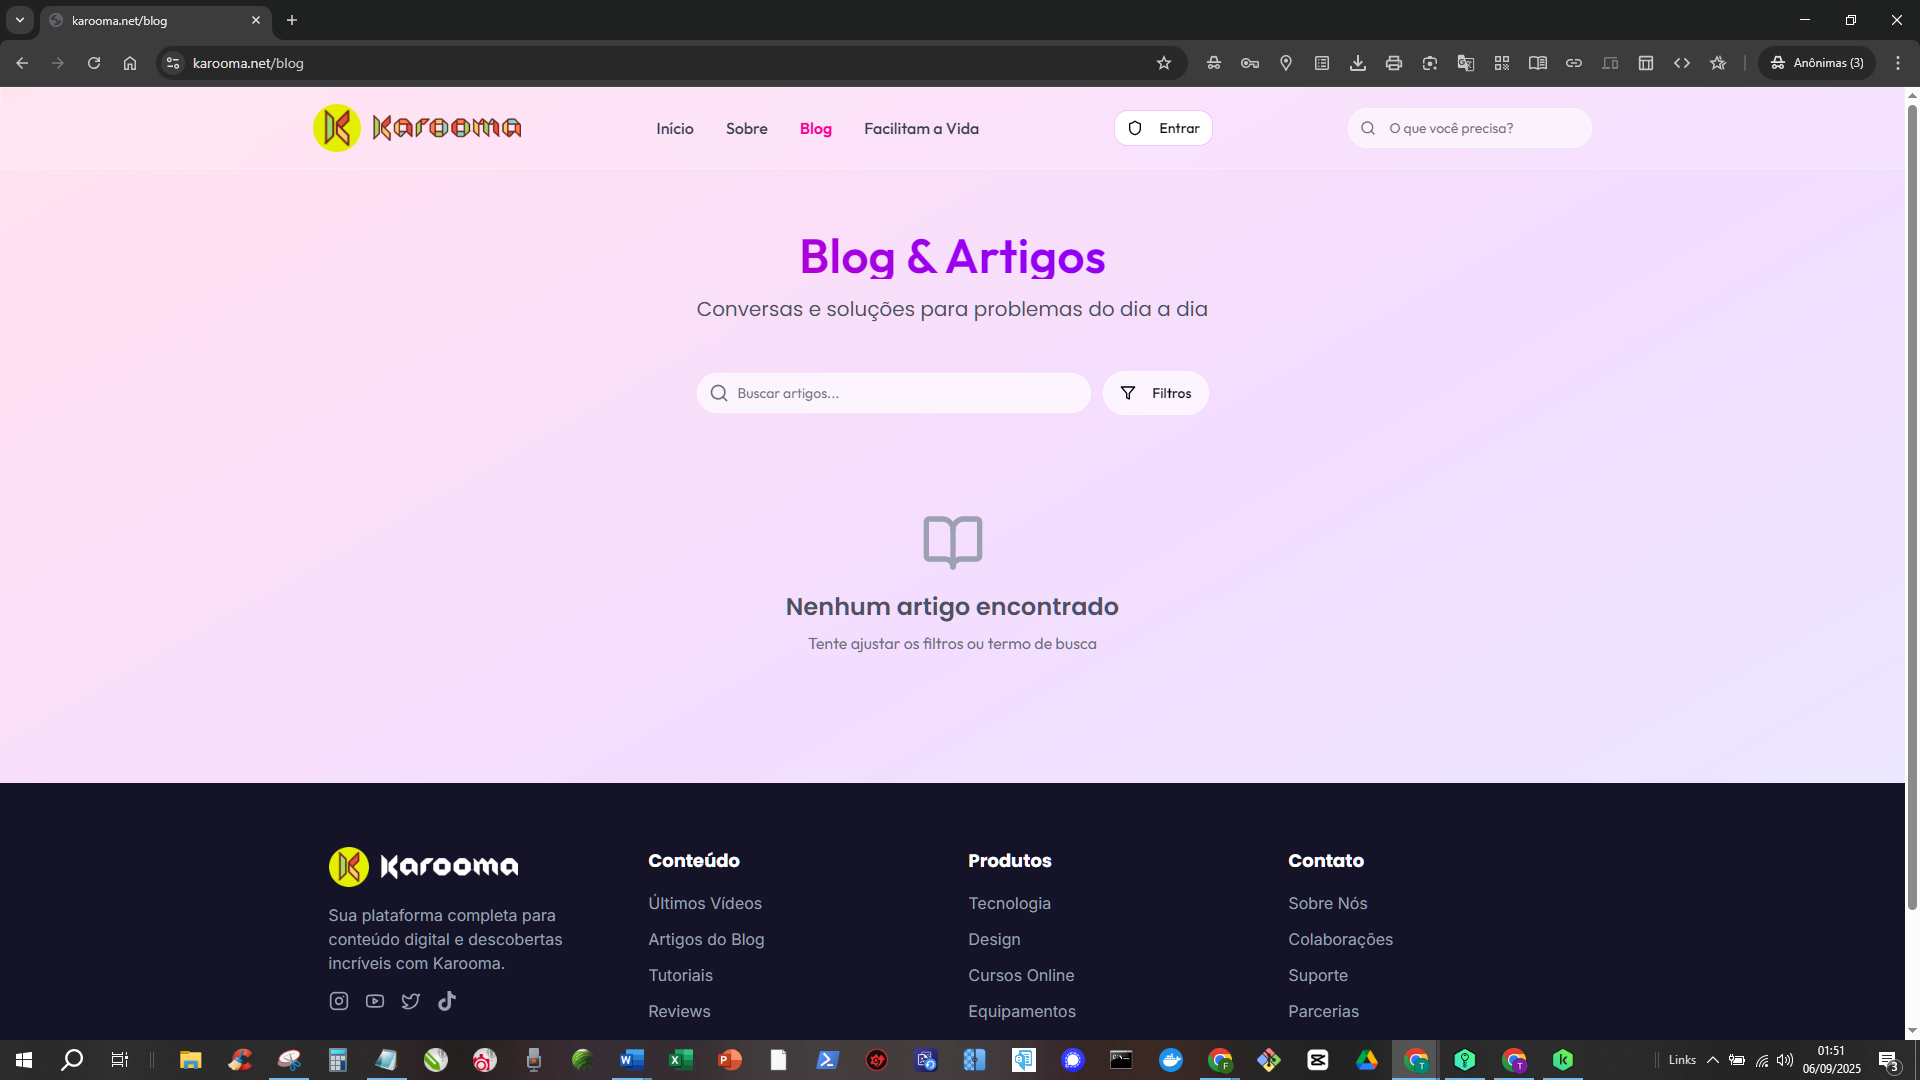 karooma.net/blog
karooma.net/blog
Anônimas (3)
Karooma
Início
Sobre
Blog
Facilitam a Vida
Entrar
O que você precisa?
Blog & Artigos
Conversas e soluções para problemas do dia a dia
Buscar artigos...
Filtros
Nenhum artigo encontrado
Tente ajustar os filtros ou termo de busca
Karooma
Sua plataforma completa para
conteúdo digital e descobertas
incríveis com Karooma.
Conteúdo
Últimos Vídeos
Artigos do Blog
Tutoriais
Reviews
Produtos
Tecnologia
Design
Cursos Online
Equipamentos
Contato
Sobre Nós
Colaborações
Suporte
Parcerias
Links
01:51
06/09/2025
3